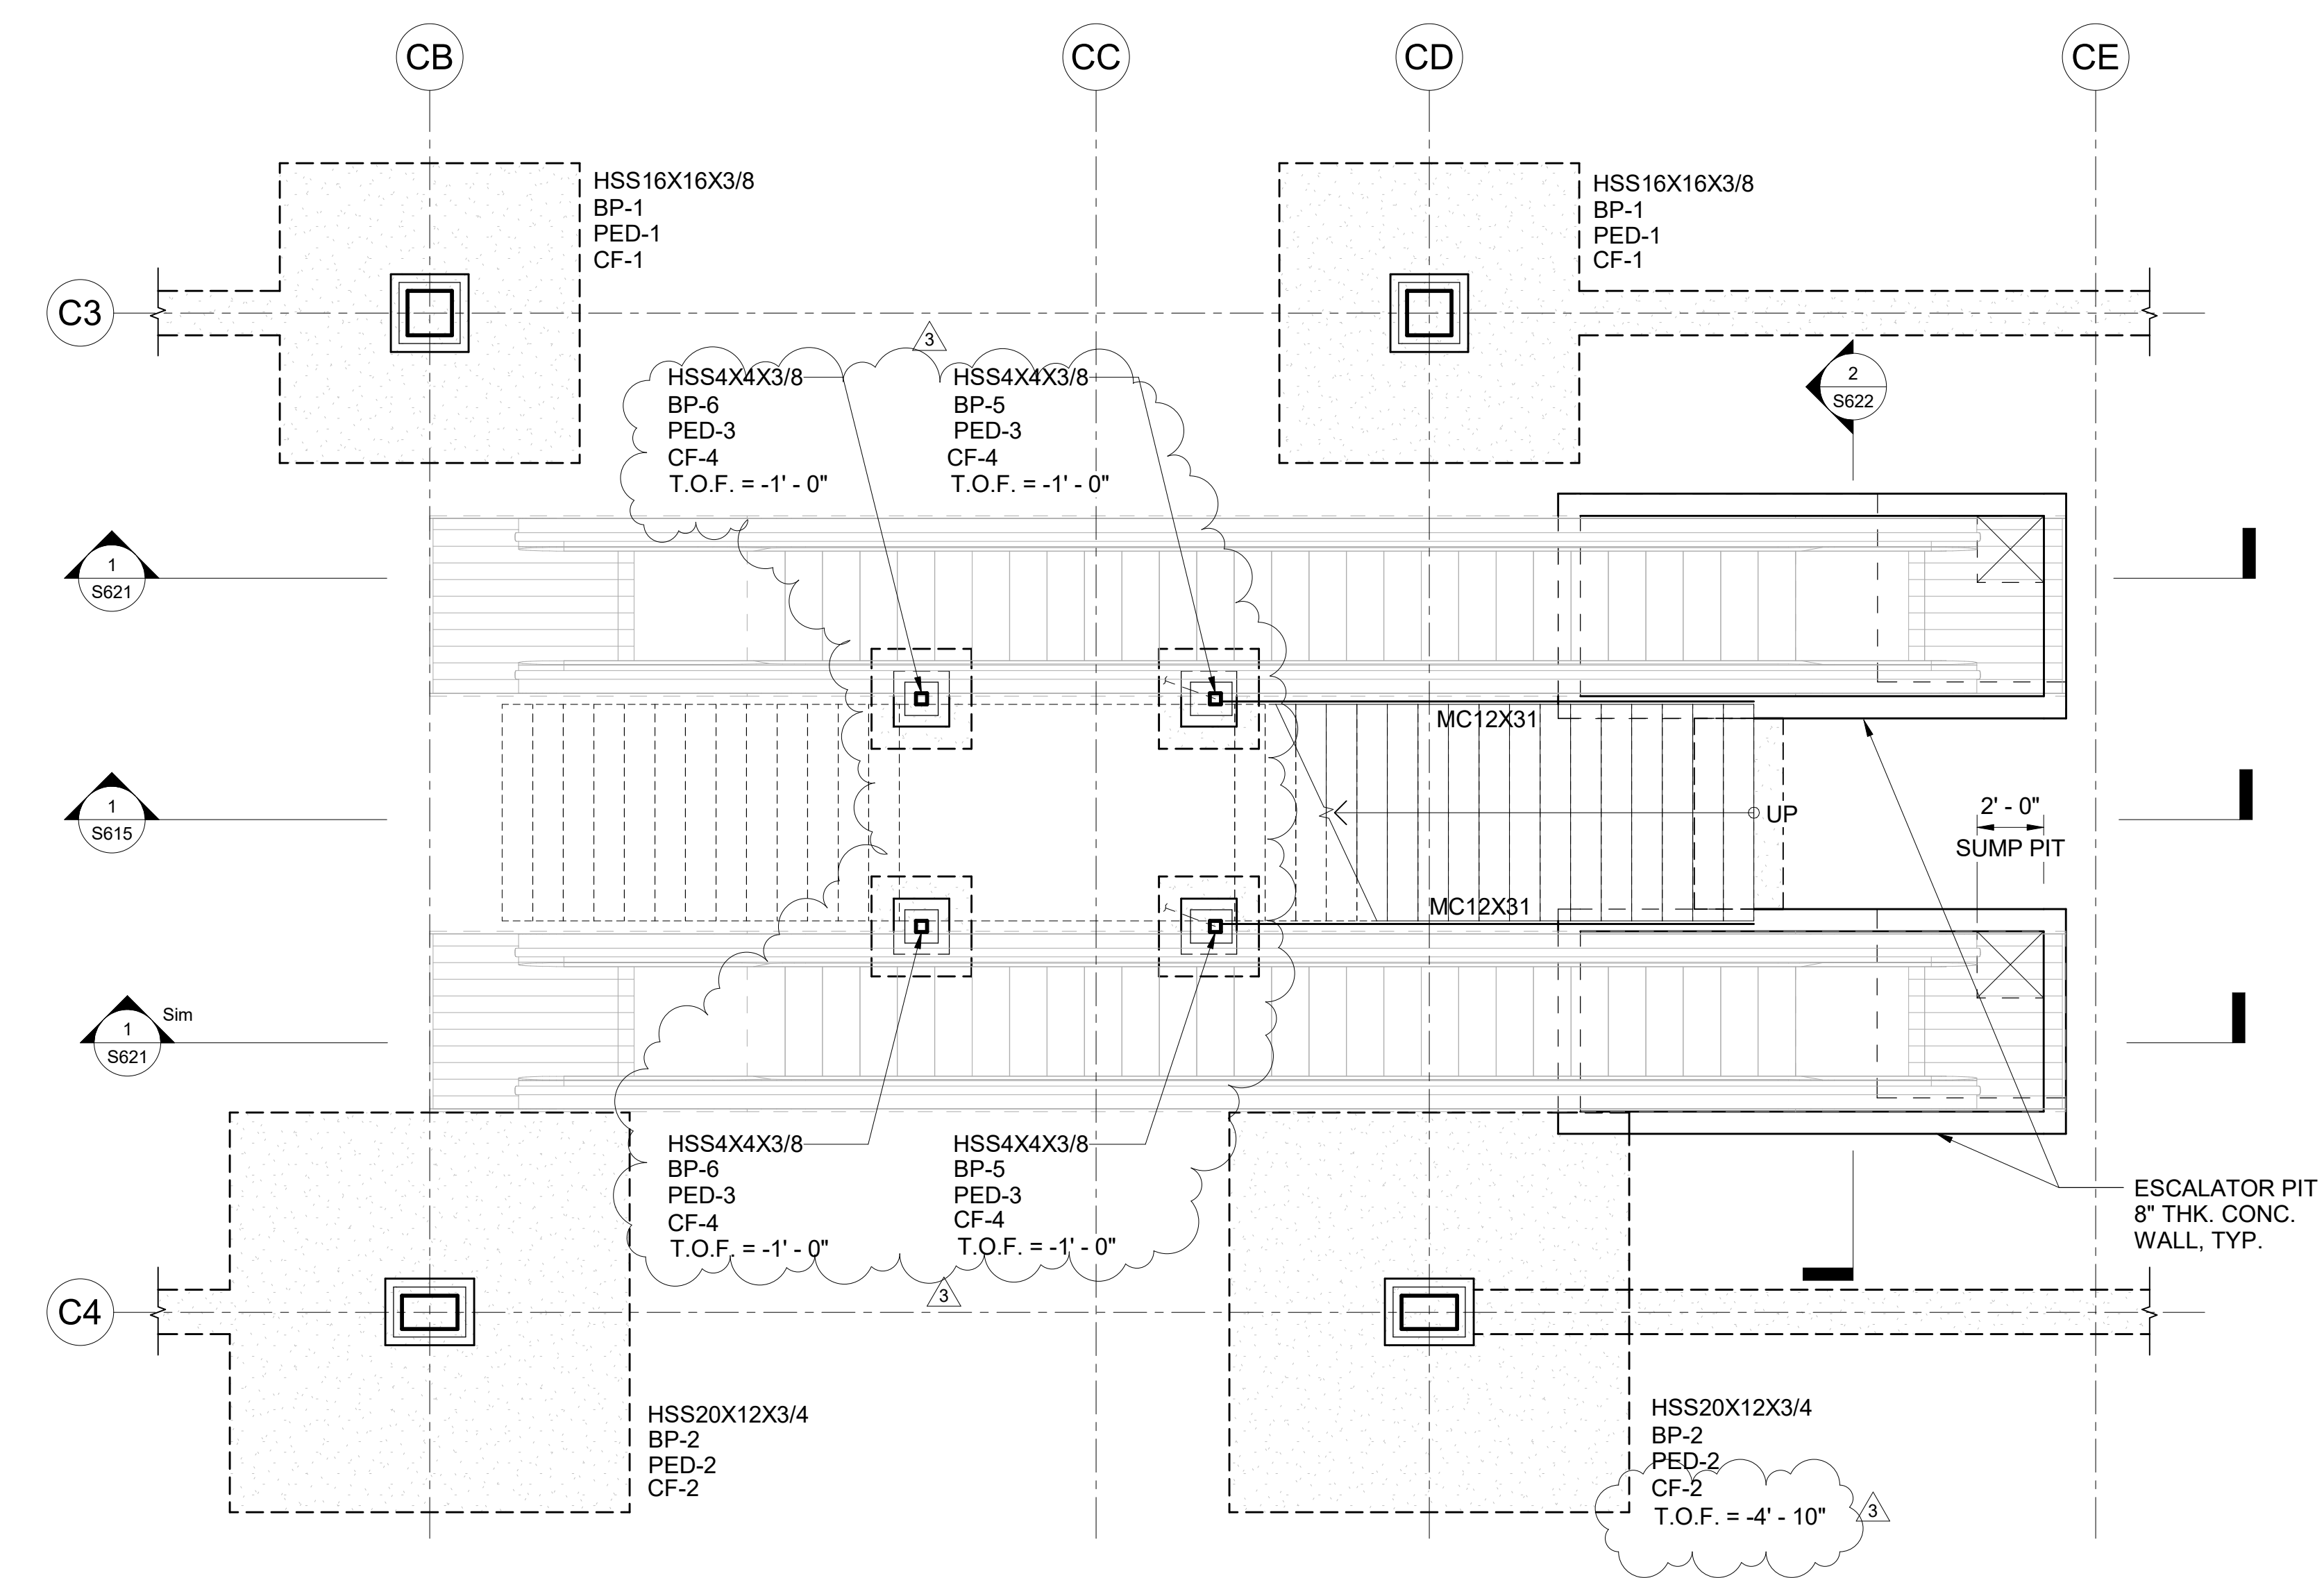 CB
CC
CD
CE
HSS16X16X3/8
BP-1
PED-1
CF-1
HSS16X16X3/8
BP-1
PED-1
CF-1
C3
3
HSS4X4X3/8
BP-6
PED-3
CF-4
T.O.F. = -1' - 0"
HSS4X4X3/8
BP-5
PED-3
CF-4
T.O.F. = -1' - 0"
2
S622
1
S621
MC12X31
1
S615
UP
2' - 0"
SUMP PIT
MC12X31
1
S621
Sim
HSS4X4X3/8
BP-6
PED-3
CF-4
T.O.F. = -1' - 0"
HSS4X4X3/8
BP-5
PED-3
CF-4
T.O.F. = -1' - 0"
ESCALATOR PIT
8" THK. CONC.
WALL, TYP.
3
C4
HSS20X12X3/4
BP-2
PED-2
CF-2
HSS20X12X3/4
BP-2
PED-2
CF-2
T.O.F. = -4' - 10"
3